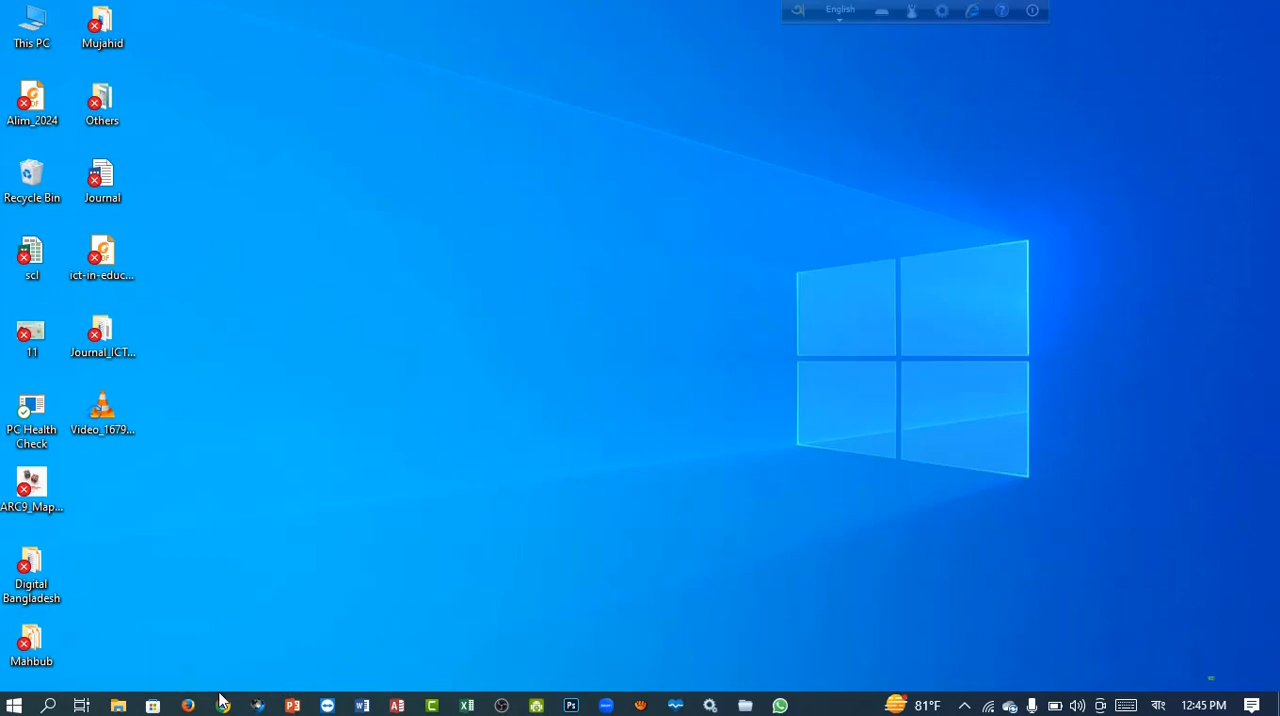 English
This PC
Mujahid
Alim_2024
Others
Recycle Bin
Journal
scl
ict-in-educ...
11
Journal_ICT...
PC Health
Check
Video_1679...
ARC9_Map...
Digital
Bangladesh
Mahbub
81°F
বাং
12:45 PM